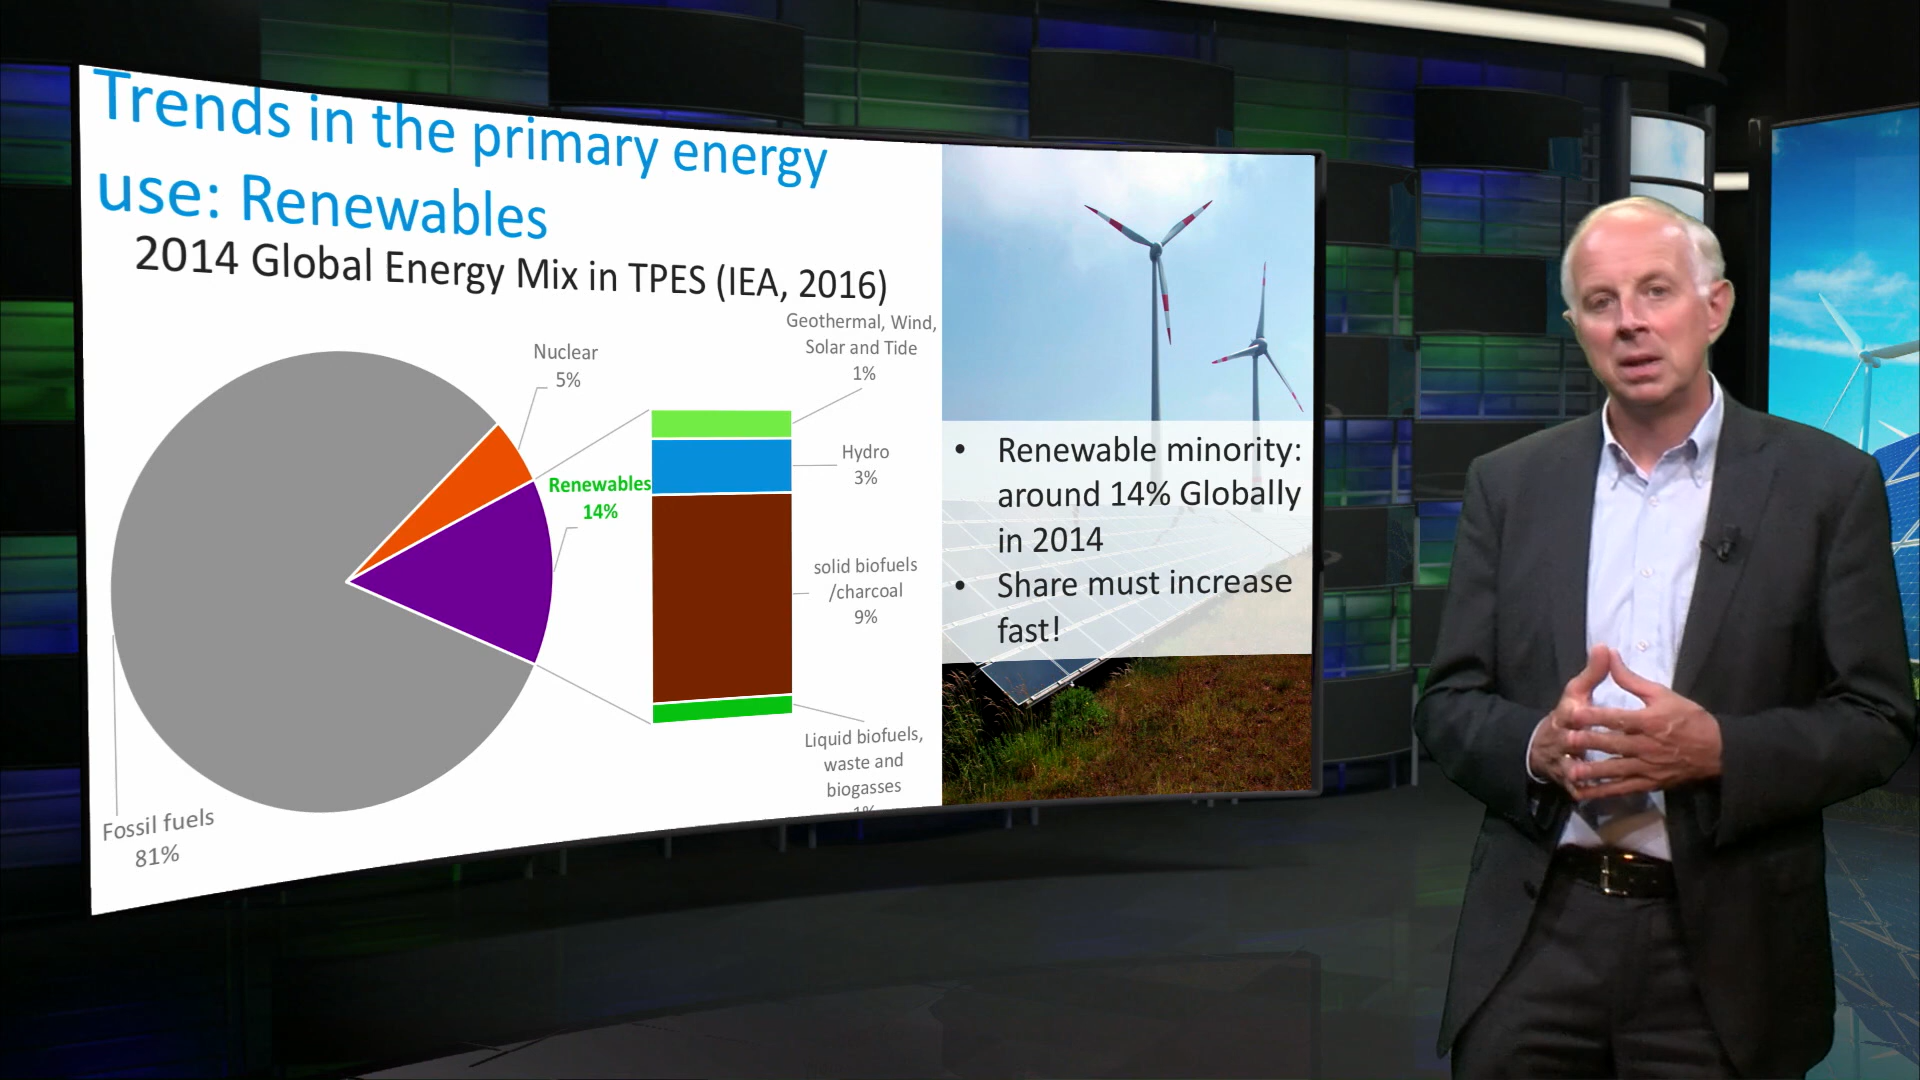 Trends in the primary energy
use: Renewables
2014 Global Energy Mix in TPES (IEA, 2016)
Geothermal, Wind,
Solar and Tide
1%
Nuclear
5%
Hydro
3%
Renewables
14%
solid biofuels
/charcoal
9%
Liquid biofuels,
waste and
biogasses
1%
Fossil fuels
81%
• Renewable minority:
around 14% Globally
in 2014
• Share must increase
fast!